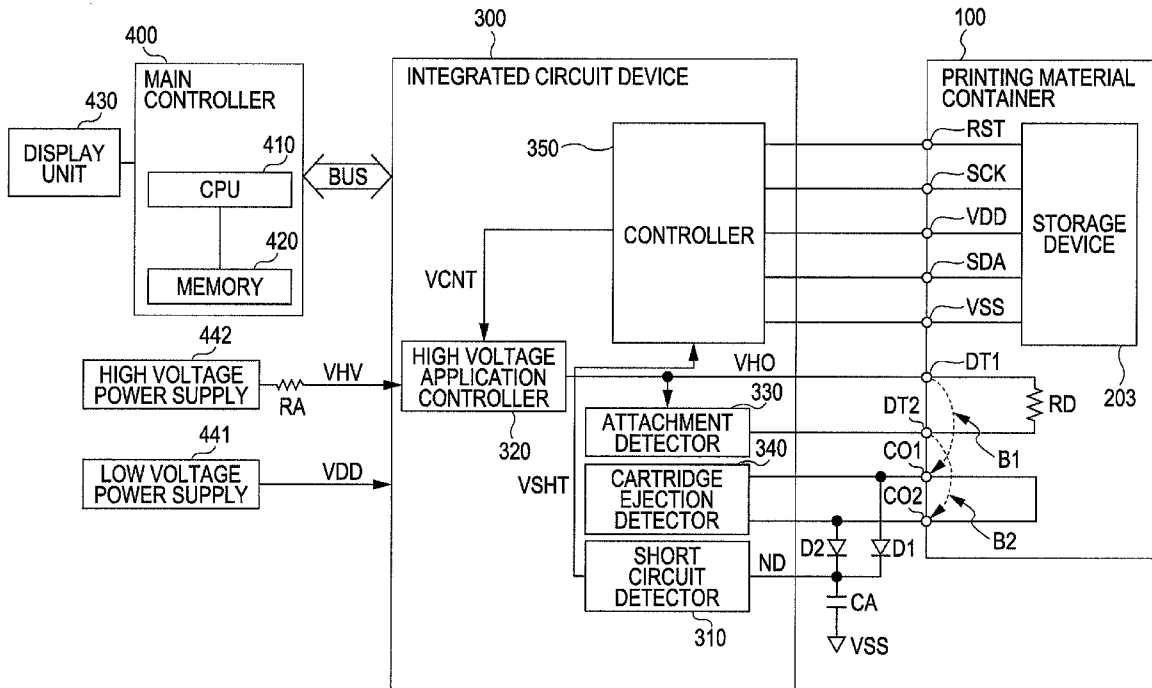 300
100
400
MAIN
CONTROLLER
INTEGRATED CIRCUIT DEVICE
PRINTING MATERIAL
CONTAINER
430
DISPLAY
UNIT
410
CPU
BUS
350
CONTROLLER
RST
SCK
VDD
SDA
VSS
STORAGE
DEVICE
420
MEMORY
VCNT
442
HIGH VOLTAGE
POWER SUPPLY
RA
VHV
HIGH VOLTAGE
APPLICATION
CONTROLLER
320
VHO
DT1
RD
203
330
ATTACHMENT
DETECTOR
DT2
B1
441
LOW VOLTAGE
POWER SUPPLY
VDD
VSHT
340
CARTRIDGE
EJECTION
DETECTOR
CO1
CO2
B2
SHORT
CIRCUIT
DETECTOR
310
ND
D2
D1
CA
VSS